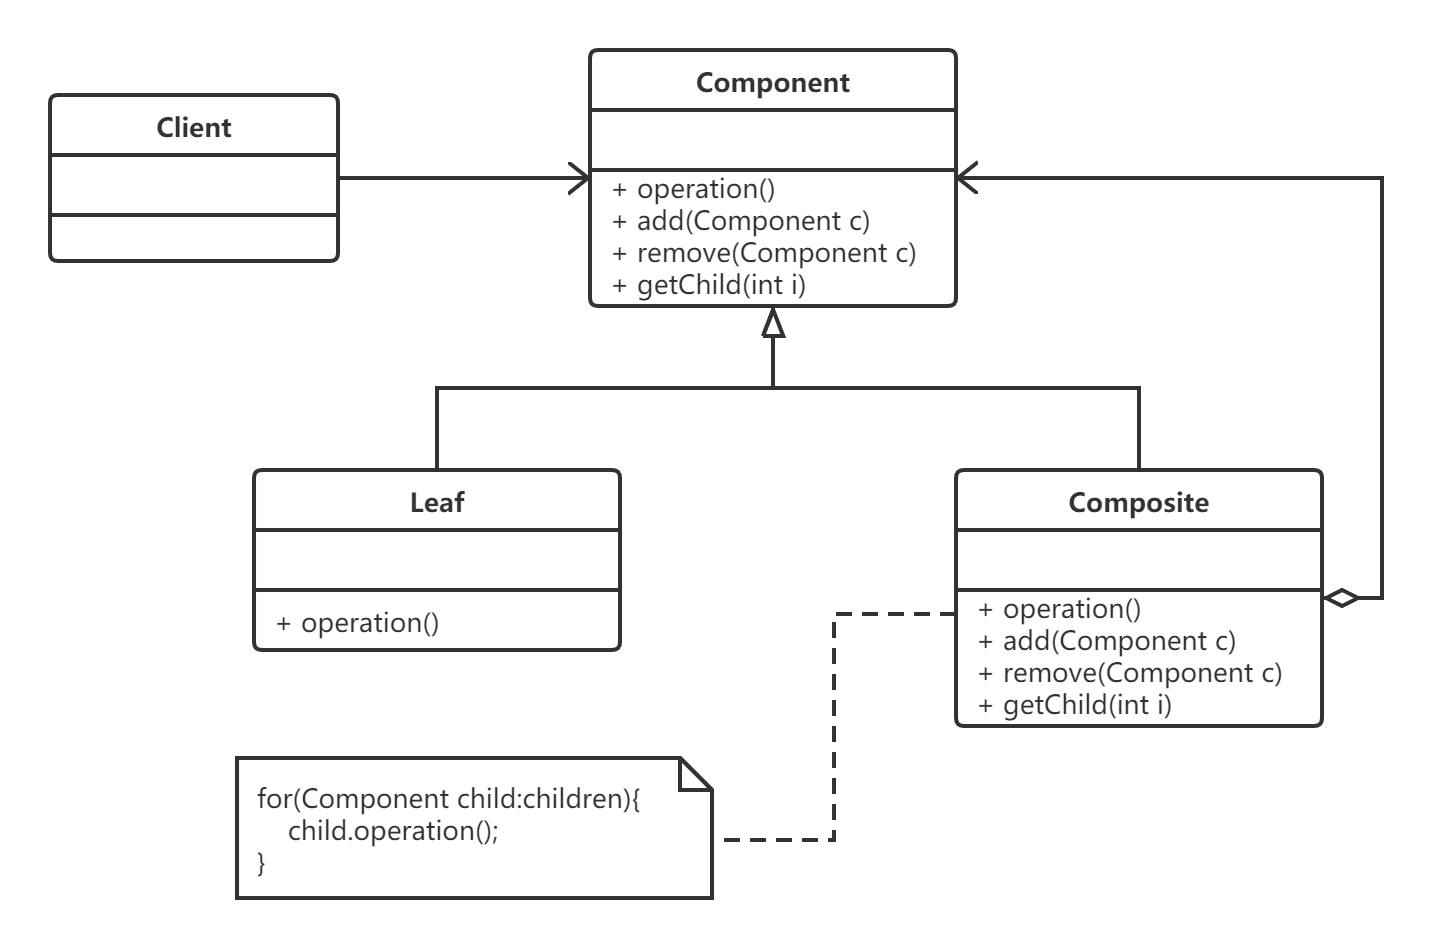 Client
Component
+ operation()
+ add(Component c)
+ remove(Component c)
+ getChild(int i)
Leaf
+ operation()
Composite
+ operation()
+ add(Component c)
+ remove(Component c)
+ getChild(int i)
for(Component child:children){
child.operation();
}